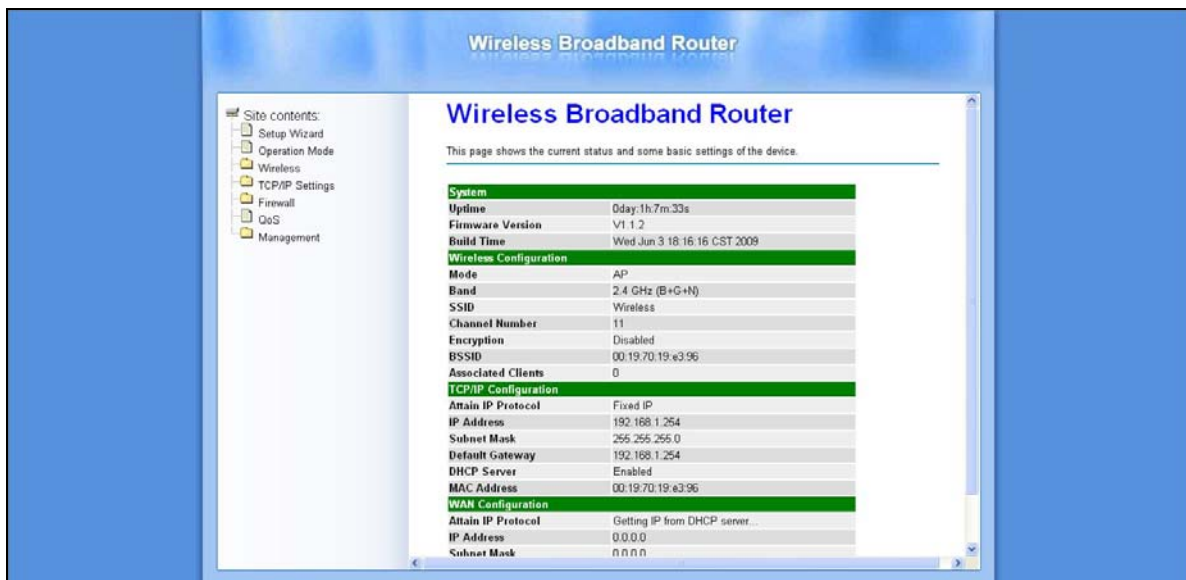 Wireless Broadband Router
Site contents:
Setup Wizard
Operation Mode
Wireless
TCP/IP Settings
Firewall
QoS
Management
Wireless Broadband Router
This page shows the current status and some basic settings of the device.
System
Uptime 0day:1h:7m:33s
Firmware Version V1.1.2
Build Time Wed Jun 3 18:16:16 CST 2009
Wireless Configuration
Mode AP
Band 2.4 GHz (B+G+N)
SSID Wireless
Channel Number 11
Encryption Disabled
BSSID 00:19:70:19:e3:96
Associated Clients 0
TCP/IP Configuration
Attain IP Protocol Fixed IP
IP Address 192.168.1.254
Subnet Mask 255.255.255.0
Default Gateway 192.168.1.254
DHCP Server Enabled
MAC Address 00:19:70:19:e3:96
WAN Configuration
Attain IP Protocol Getting IP from DHCP server...
IP Address 0.0.0.0
Subnet Mask 0.0.0.0